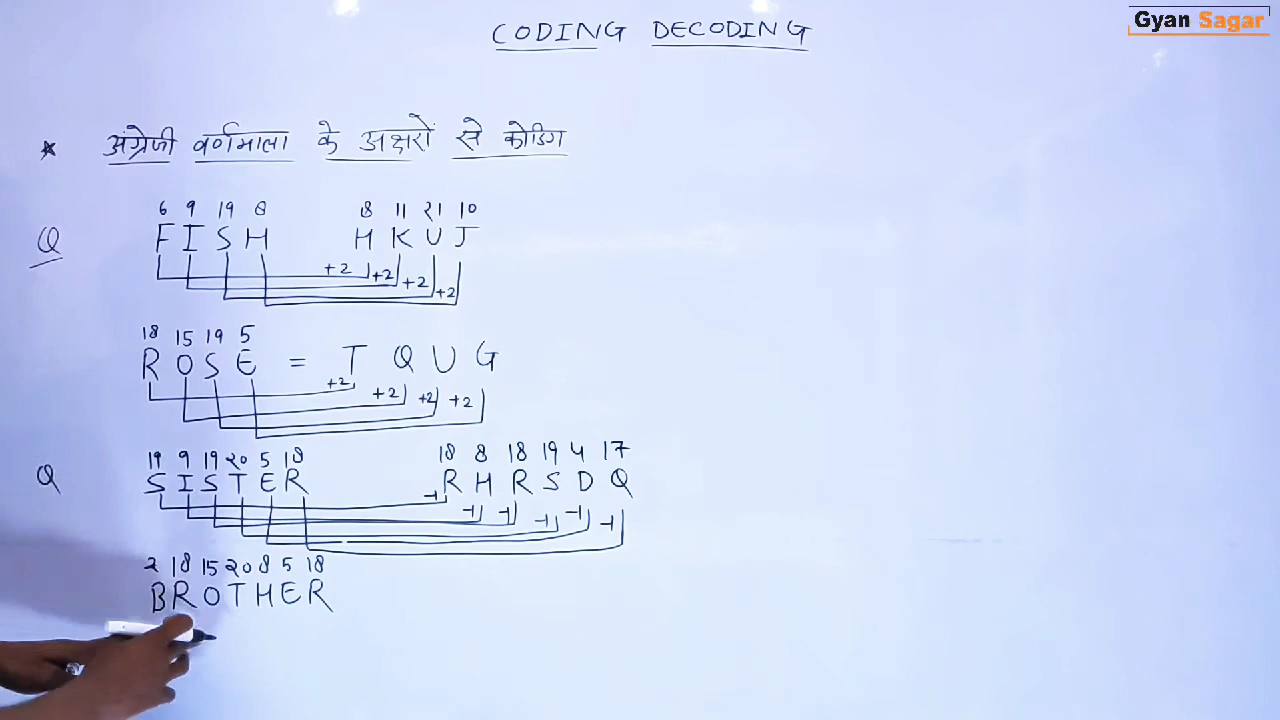 CODING DECODING
Gyan Sagar
* अंग्रेजी वर्णमाला के अक्षरों से कोडिंग
6 9 19 8 8 11 21 10
Q FISH HKUJ
+2 +2 +2 +2
18 15 19 5
ROSE = TQUG
+2 +2 +2 +2
19 9 19 20 5 18 18 8 18 19 4 17
Q SISTER RHRSDQ
-1 -1 -1 -1 -1 -1
2 18 15 20 8 5 18
BROTHER